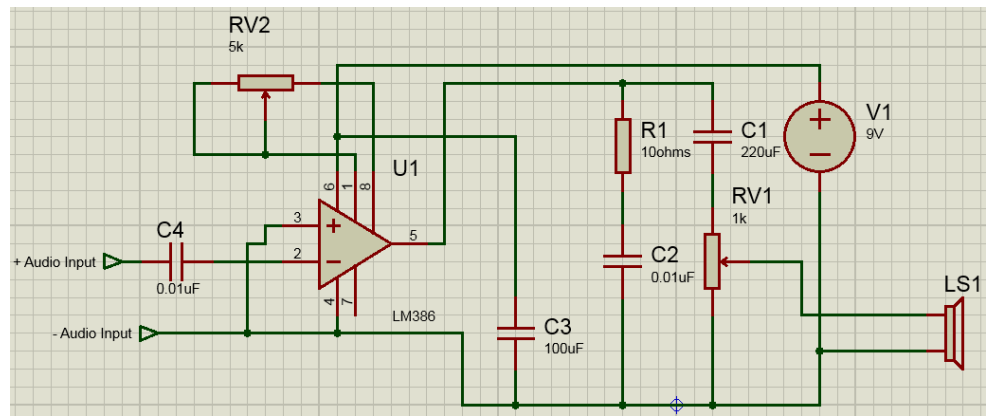 RV2
5k
6
1
8
U1
R1
10ohms
C1
220uF
V1
9V
C4
0.01uF
3
2
5
+ Audio Input
RV1
1k
C2
0.01uF
4
7
LM386
- Audio Input
C3
100uF
LS1